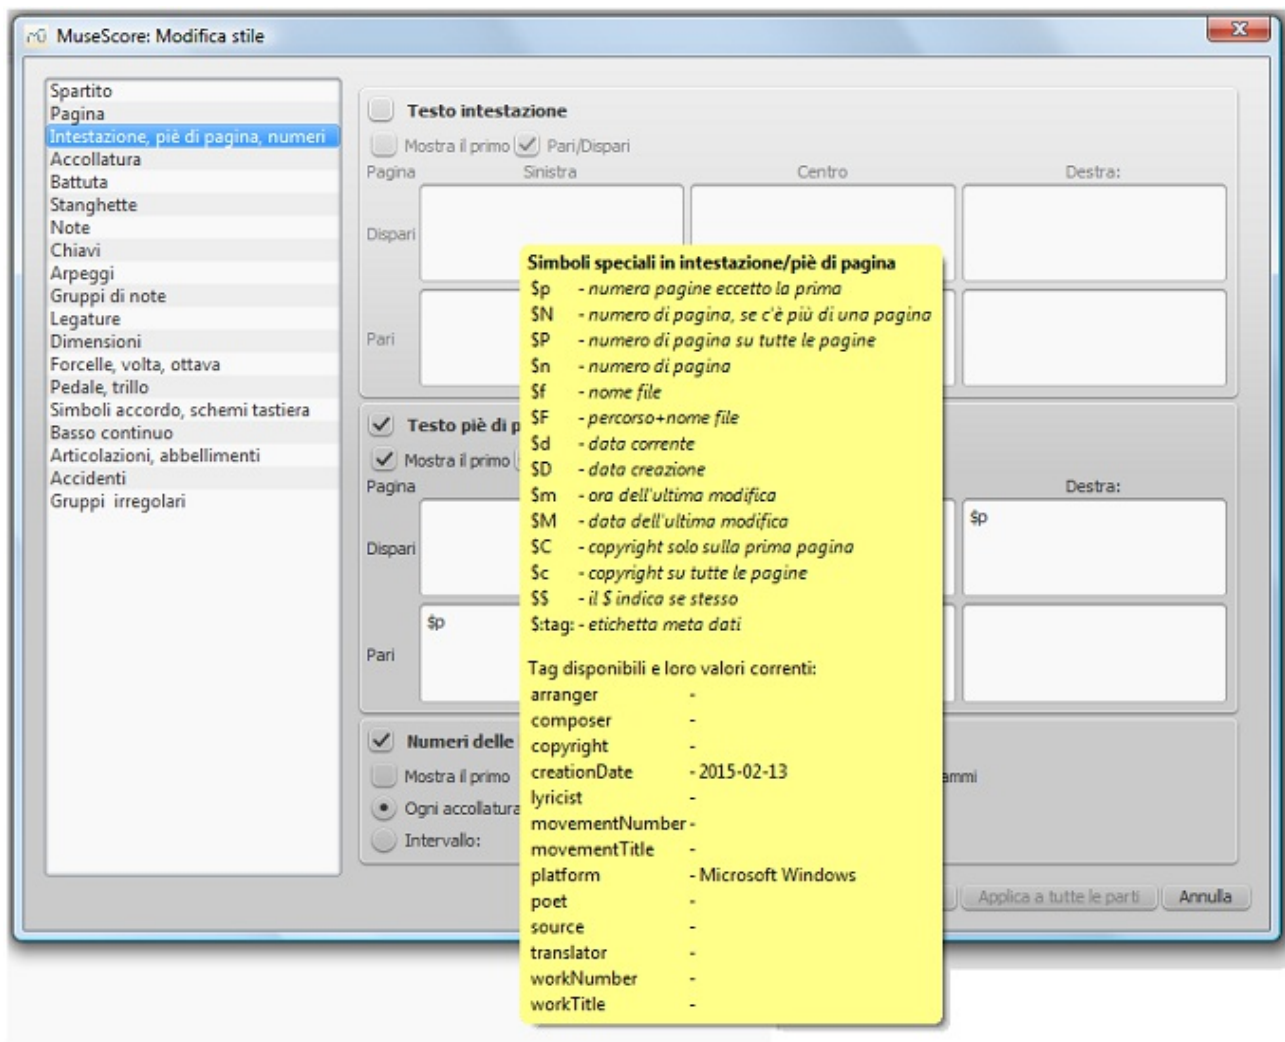 MuseScore: Modifica stile
Spartito
Pagina
Intestazione, piè di pagina, numeri
Accollatura
Battuta
Stanghette
Note
Chiavi
Arpeggi
Gruppi di note
Legature
Dimensioni
Forcelle, volta, ottava
Pedale, trillo
Simboli accordo, schemi tastiera
Basso continuo
Articolazioni, abbellimenti
Accidenti
Gruppi irregolari
Testo intestazione
Mostra il primo Pari/Dispari
Pagina Sinistra Centro Destra:
Dispari
Pari
Testo piè di p
Mostra il primo
Pagina Destra:
Dispari $p
Pari $p
Numeri delle
Mostra il primo ammi
Ogni accollatura
Intervallo:
Applica a tutte le parti Annulla
Simboli speciali in intestazione/piè di pagina
$p - numera pagine eccetto la prima
$N - numero di pagina, se c'è più di una pagina
$P - numero di pagina su tutte le pagine
$n - numero di pagina
$f - nome file
$F - percorso+nome file
$d - data corrente
$D - data creazione
$m - ora dell'ultima modifica
$M - data dell'ultima modifica
$C - copyright solo sulla prima pagina
$c - copyright su tutte le pagine
$$ - il $ indica se stesso
$:tag: - etichetta meta dati
Tag disponibili e loro valori correnti:
arranger -
composer -
copyright -
creationDate - 2015-02-13
lyricist -
movementNumber -
movementTitle -
platform - Microsoft Windows
poet -
source -
translator -
workNumber -
workTitle -